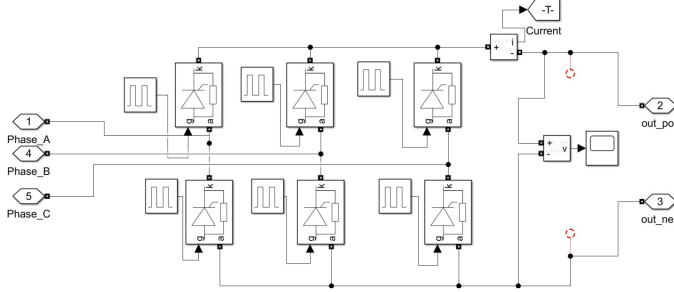 -T-
Current
+
i
-
k
k
k
g
a
g
a
g
a
1
Phase_A
4
Phase_B
5
Phase_C
2
out_po
+
-
v
k
k
k
g
a
g
a
g
a
3
out_ne